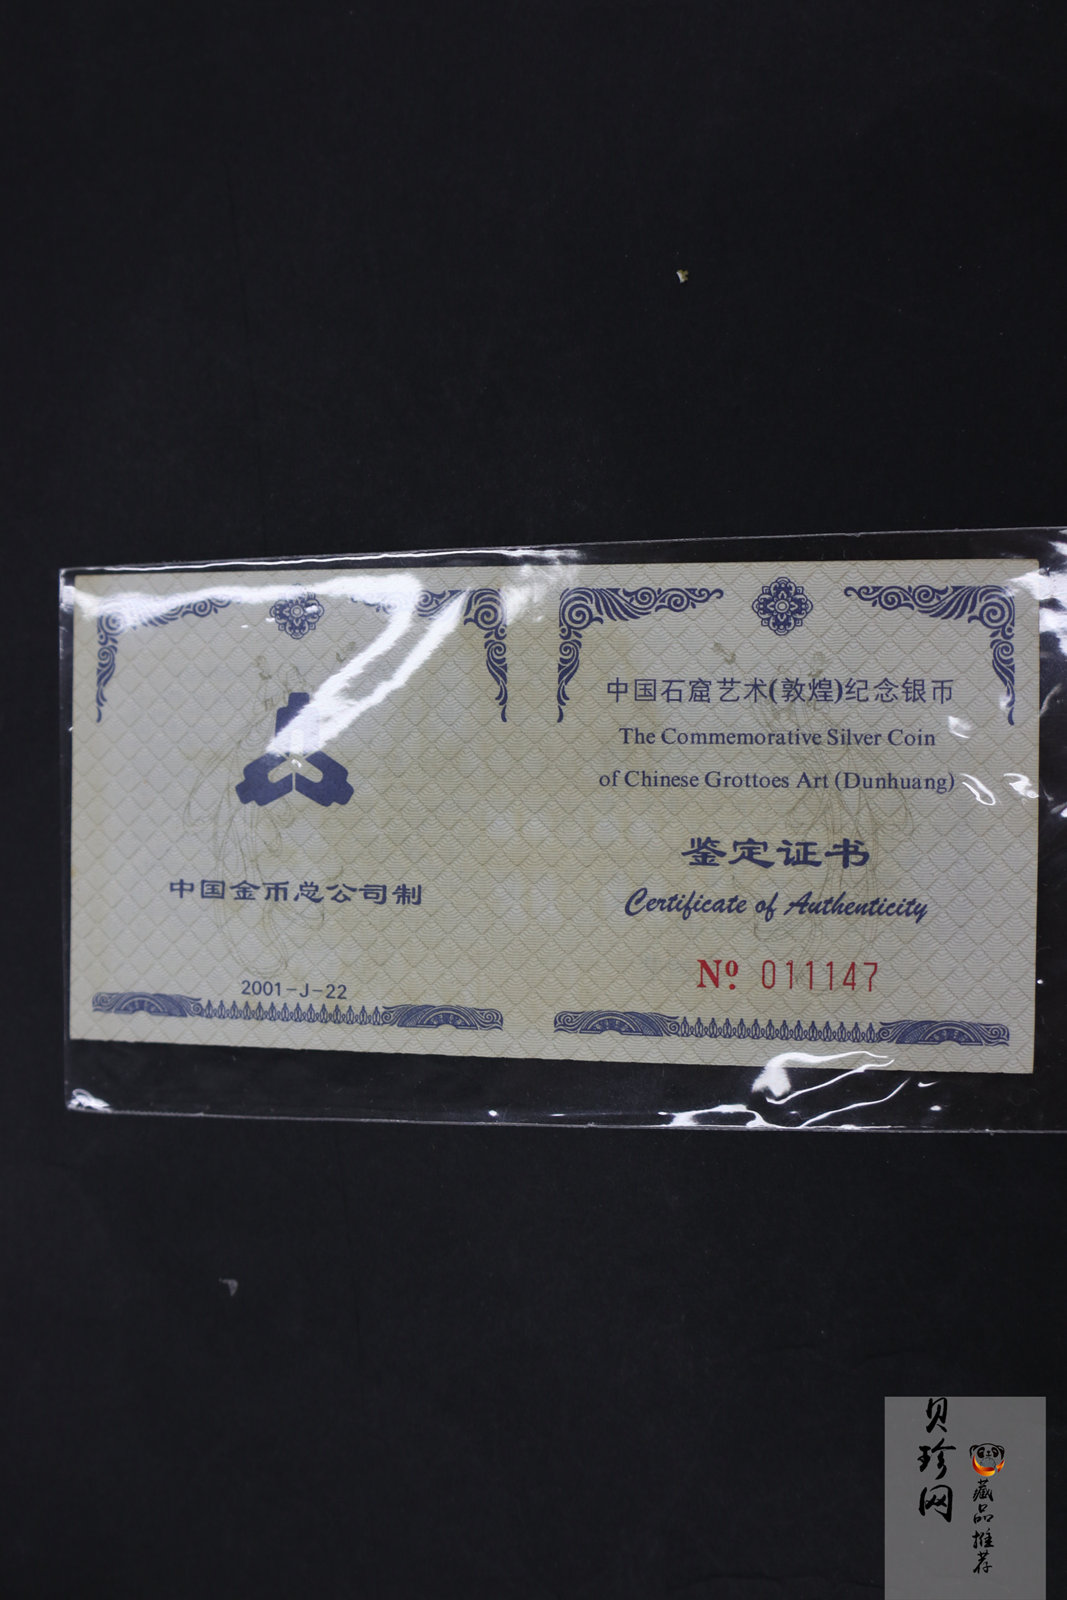 中国金币总公司制
2001-J-22
中国石窟艺术(敦煌)纪念银币
The Commemorative Silver Coin
of Chinese Grottoes Art (Dunhuang)
鉴定证书
Certificate of Authenticity
Nº. 011147
贝珍网
藏品推荐